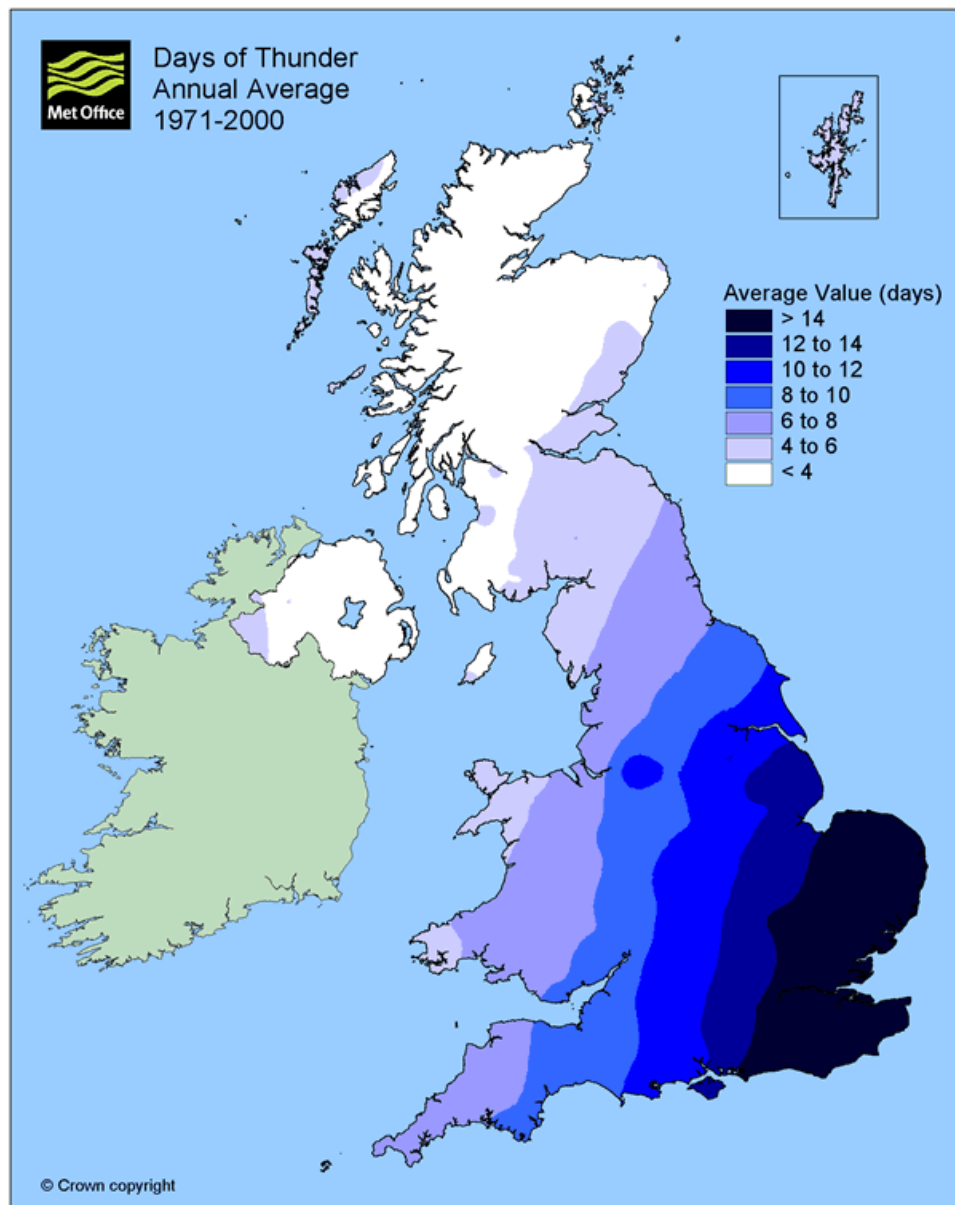 Met Office
Days of Thunder
Annual Average
1971-2000
Average Value (days)
> 14
12 to 14
10 to 12
8 to 10
6 to 8
4 to 6
< 4
© Crown copyright